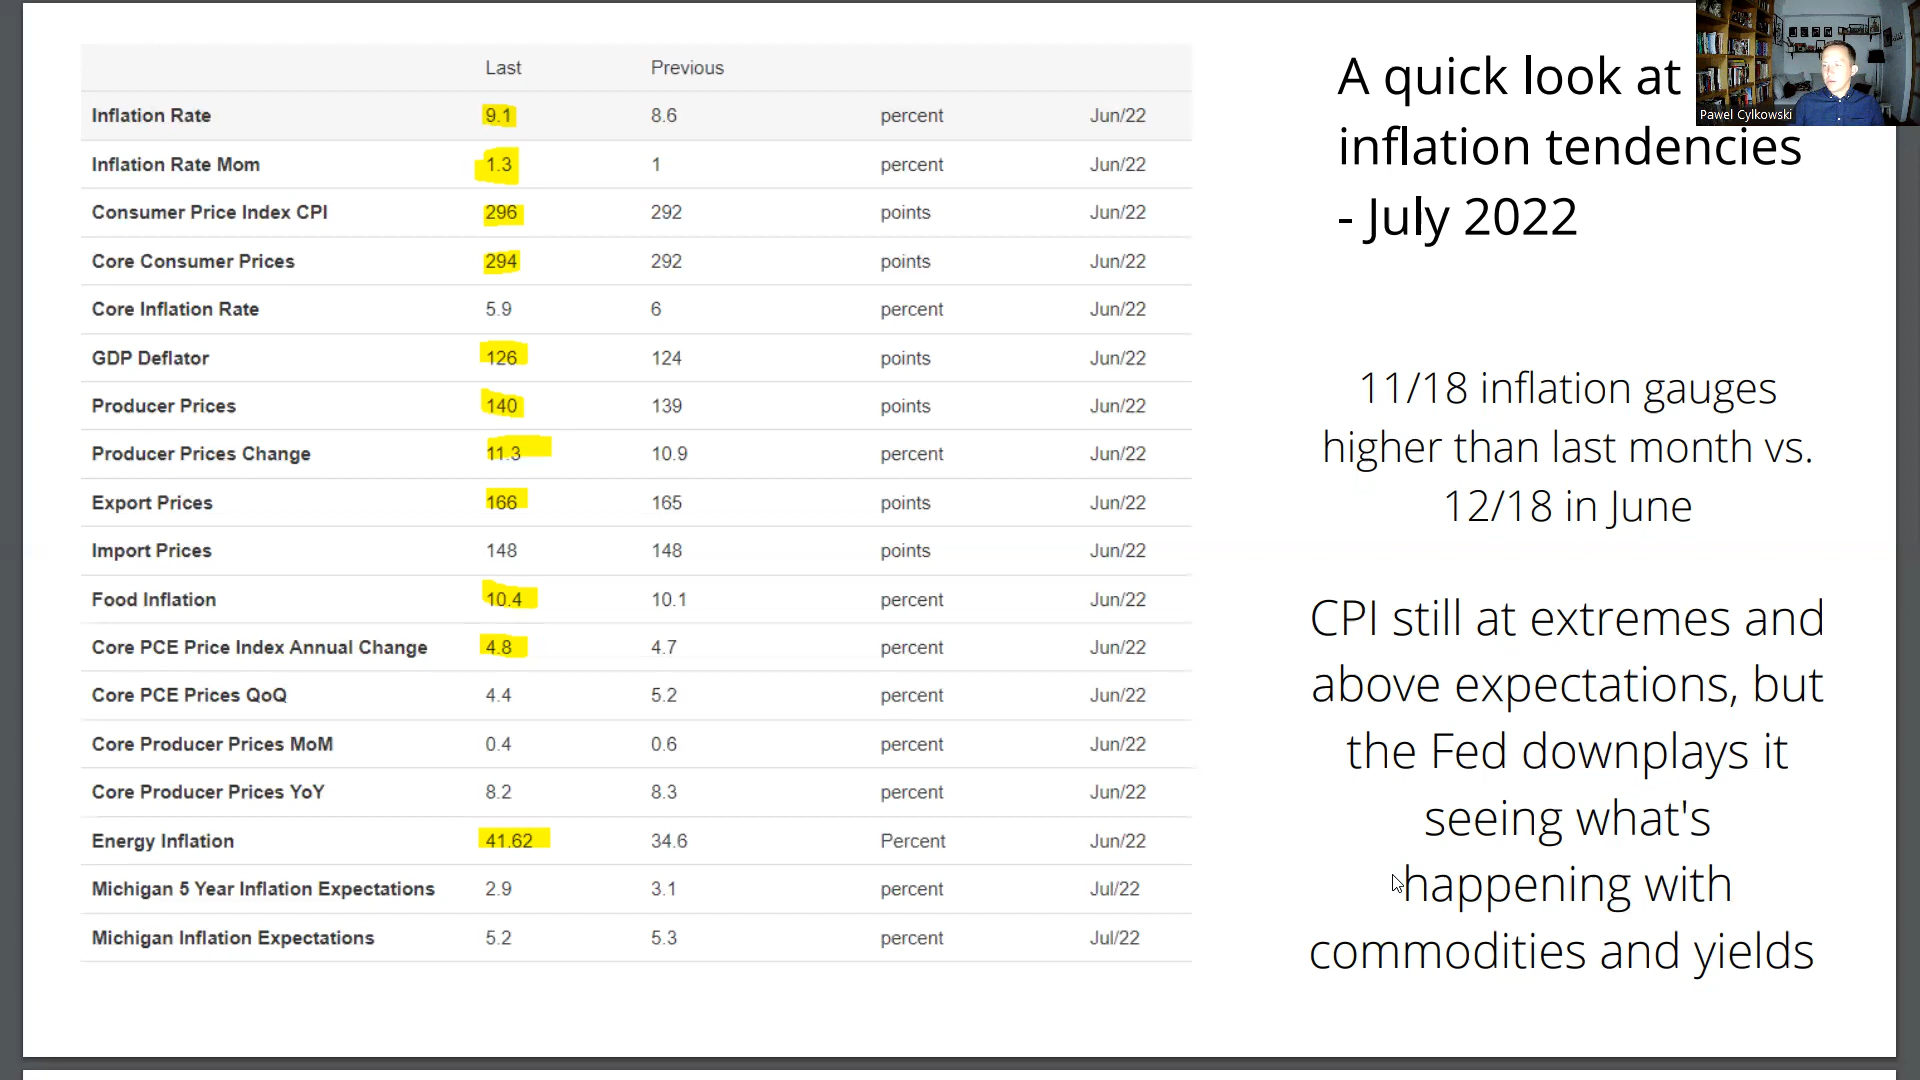 Last Previous
Inflation Rate 9.1 8.6 percent Jun/22
Inflation Rate Mom 1.3 1 percent Jun/22
Consumer Price Index CPI 296 292 points Jun/22
Core Consumer Prices 294 292 points Jun/22
Core Inflation Rate 5.9 6 percent Jun/22
GDP Deflator 126 124 points Jun/22
Producer Prices 140 139 points Jun/22
Producer Prices Change 11.3 10.9 percent Jun/22
Export Prices 166 165 points Jun/22
Import Prices 148 148 points Jun/22
Food Inflation 10.4 10.1 percent Jun/22
Core PCE Price Index Annual Change 4.8 4.7 percent Jun/22
Core PCE Prices QoQ 4.4 5.2 percent Jun/22
Core Producer Prices MoM 0.4 0.6 percent Jun/22
Core Producer Prices YoY 8.2 8.3 percent Jun/22
Energy Inflation 41.62 34.6 Percent Jun/22
Michigan 5 Year Inflation Expectations 2.9 3.1 percent Jul/22
Michigan Inflation Expectations 5.2 5.3 percent Jul/22
A quick look at
inflation tendencies
- July 2022
Pawel Cylkowski
11/18 inflation gauges
higher than last month vs.
12/18 in June
CPI still at extremes and
above expectations, but
the Fed downplays it
seeing what's
happening with
commodities and yields